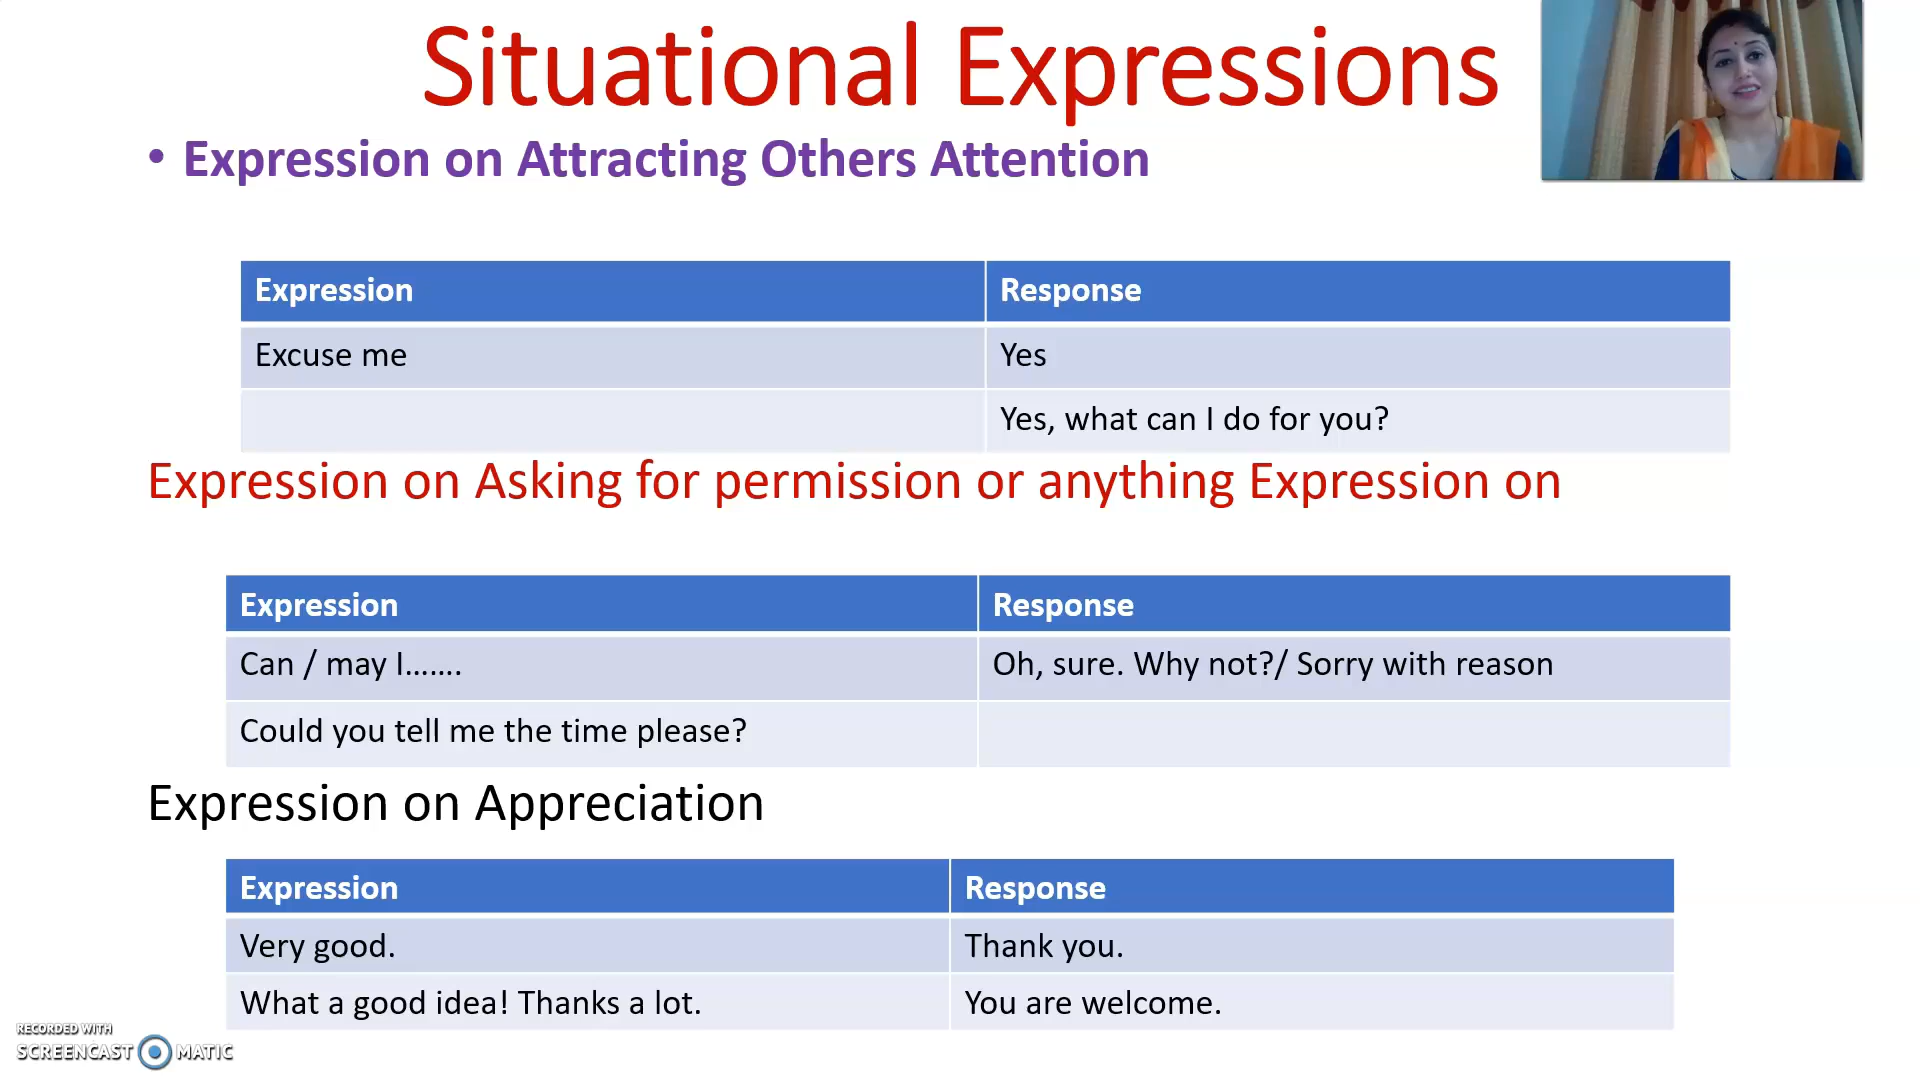 Situational Expressions
• Expression on Attracting Others Attention
Expression Response
Excuse me Yes
Yes, what can I do for you?
Expression on Asking for permission or anything Expression on
Expression Response
Can / may I……. Oh, sure. Why not?/ Sorry with reason
Could you tell me the time please?
Expression on Appreciation
Expression Response
Very good. Thank you.
What a good idea! Thanks a lot. You are welcome.
RECORDED WITH
SCREENCAST MATIC